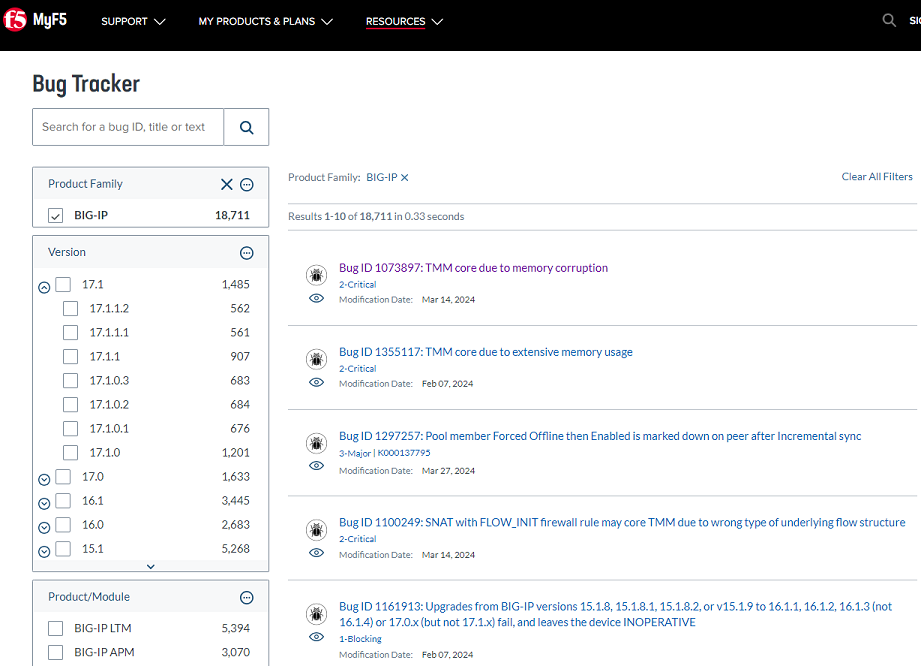 f5 MyF5 SUPPORT MY PRODUCTS & PLANS RESOURCES
Bug Tracker
Search for a bug ID, title or text
Product Family
BIG-IP 18,711
Version
17.1 1,485
17.1.1.2 562
17.1.1.1 561
17.1.1 907
17.1.0.3 683
17.1.0.2 684
17.1.0.1 676
17.1.0 1,201
17.0 1,633
16.1 3,445
16.0 2,683
15.1 5,268
Product/Module
BIG-IP LTM 5,394
BIG-IP APM 3,070
Product Family: BIG-IP Clear All Filters
Results 1-10 of 18,711 in 0.33 seconds
Bug ID 1073897: TMM core due to memory corruption
2-Critical
Modification Date: Mar 14, 2024
Bug ID 1355117: TMM core due to extensive memory usage
2-Critical
Modification Date: Feb 07, 2024
Bug ID 1297257: Pool member Forced Offline then Enabled is marked down on peer after Incremental sync
3-Major | K000137795
Modification Date: Mar 27, 2024
Bug ID 1100249: SNAT with FLOW_INIT firewall rule may core TMM due to wrong type of underlying flow structure
2-Critical
Modification Date: Mar 14, 2024
Bug ID 1161913: Upgrades from BIG-IP versions 15.1.8, 15.1.8.1, 15.1.8.2, or v15.1.9 to 16.1.1, 16.1.2, 16.1.3 (not
16.1.4) or 17.0.x (but not 17.1.x) fail, and leaves the device INOPERATIVE
1-Blocking
Modification Date: Feb 07, 2024